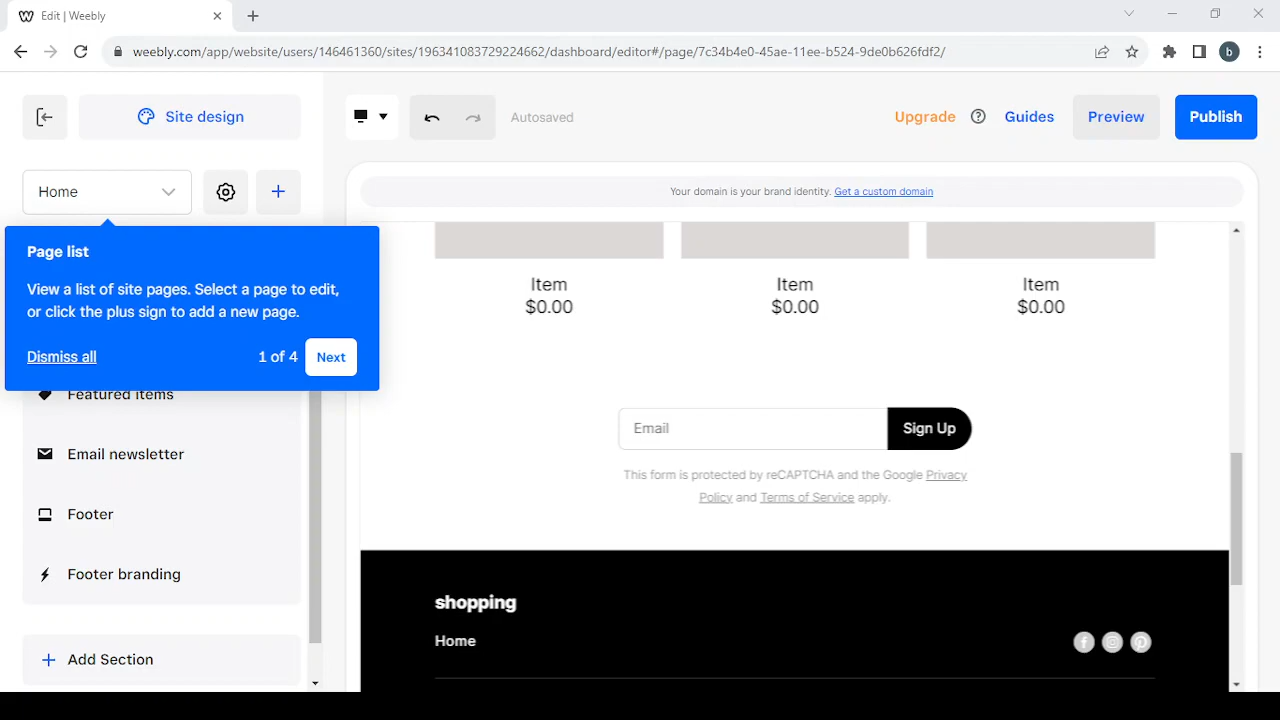 Edit | Weebly
weebly.com/app/website/users/146461360/sites/196341083729224662/dashboard/editor#/page/7c34b4e0-45ae-11ee-b524-9de0b626fdf2/
b
Site design
Autosaved
Upgrade
Guides
Preview
Publish
Home
Your domain is your brand identity. Get a custom domain
Page list
View a list of site pages. Select a page to edit,
or click the plus sign to add a new page.
Dismiss all
1 of 4
Next
Featured items
Email newsletter
Footer
Footer branding
Add Section
Item
$0.00
Item
$0.00
Item
$0.00
Email
Sign Up
This form is protected by reCAPTCHA and the Google Privacy
Policy and Terms of Service apply.
shopping
Home